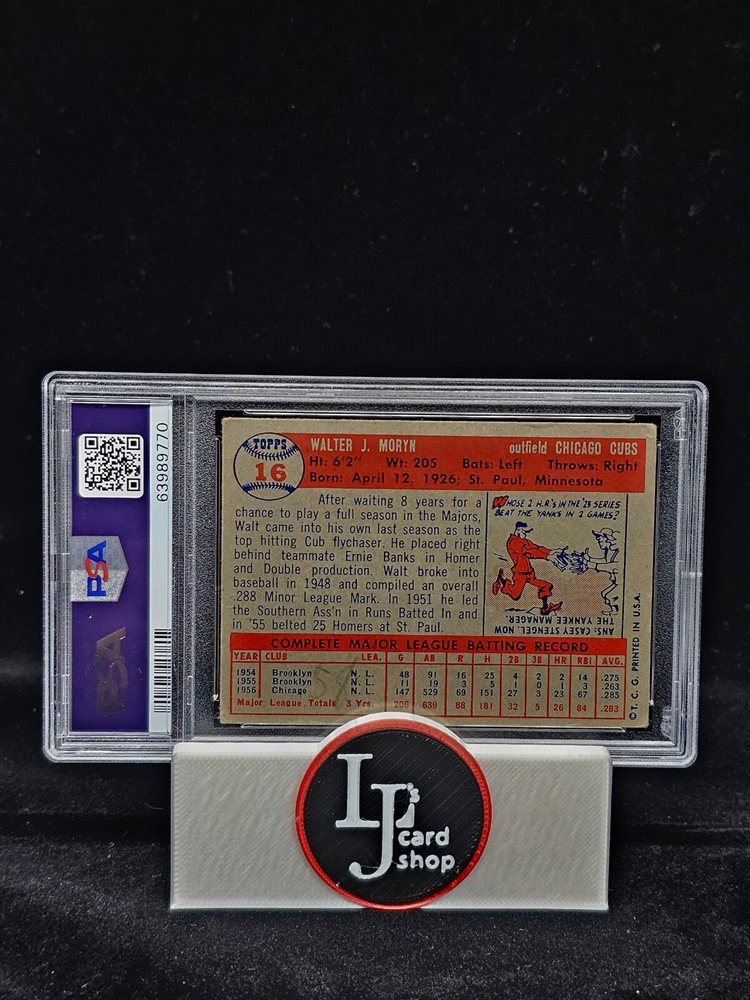 63989770
PSA
PSA
TOPPS
16
WALTER J. MORYN outfield CHICAGO CUBS
Ht: 6'2" Wt: 205 Bats: Left Throws: Right
Born: April 12, 1926; St. Paul, Minnesota
After waiting 8 years for a
chance to play a full season in the Majors,
Walt came into his own last season as the
top hitting Cub flychaser. He placed right
behind teammate Ernie Banks in Homer
and Double production. Walt broke into
baseball in 1948 and compiled an overall
.288 Minor League Mark. In 1951 he led
the Southern Ass'n in Runs Batted In and
in '55 belted 25 Homers at St. Paul.
WHOSE 2 H.R's IN THE '23 SERIES
BEAT THE YANKS IN 2 GAMES?
ANS: CASEY STENGEL, NOW
THE YANKEE MANAGER.
COMPLETE MAJOR LEAGUE BATTING RECORD
YEAR CLUB LEA. G AB R H 2B 3B HR RBI AVG.
1954 Brooklyn N. L. 48 91 16 25 4 2 2 14 .275
1955 Brooklyn N. L. 11 19 3 5 1 0 1 3 .263
1956 Chicago N. L. 147 529 69 151 27 3 23 67 .285
Major League Totals 3 Yrs. 206 639 88 181 32 5 26 84 .283
© T. C. G. PRINTED IN U.S.A.
LJ's
card
shop